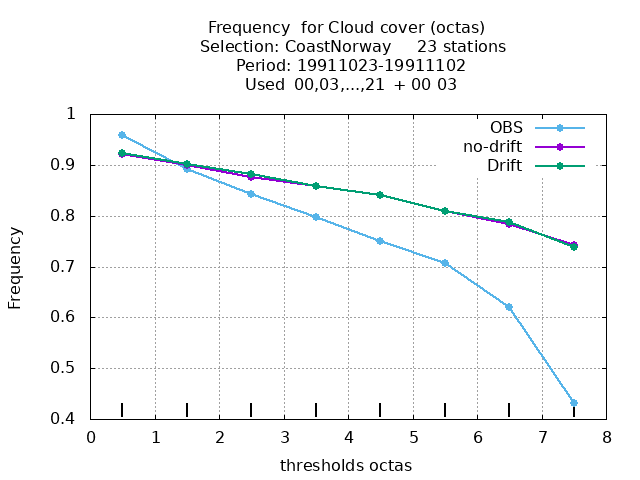 Frequency  for Cloud cover (octas)
Selection: CoastNorway     23 stations
Period: 19911023-19911102
Used  00,03,...,21  + 00 03
OBS
no-drift
Drift
1
0.9
0.8
0.7
0.6
0.5
0.4
Frequency
0 1 2 3 4 5 6 7 8
thresholds octas